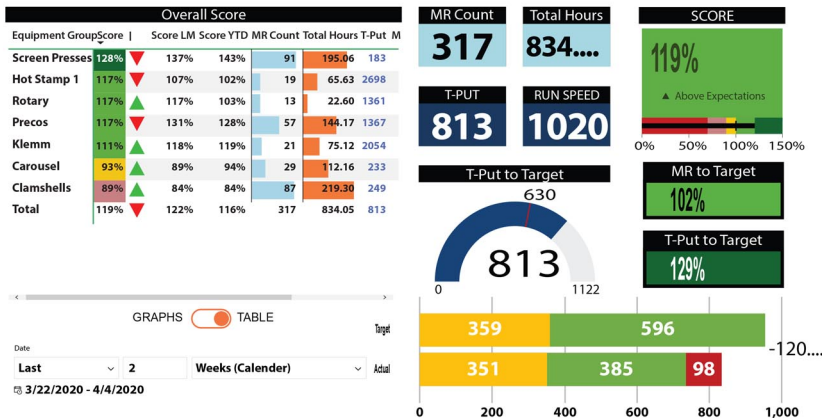 Overall Score
Equipment Group Score | Score LM Score YTD MR Count Total Hours T-Put M
Screen Presses 128% 137% 143% 91 195.06 183
Hot Stamp 1 117% 107% 102% 19 65.63 2698
Rotary 117% 117% 103% 13 22.60 1361
Precos 117% 131% 128% 57 144.17 1367
Klemm 111% 118% 119% 21 75.12 2054
Carousel 93% 89% 94% 29 112.16 233
Clamshells 89% 84% 84% 87 219.30 249
Total 119% 122% 116% 317 834.05 813
GRAPHS TABLE
Date
Last 2 Weeks (Calender)
3/22/2020 - 4/4/2020
MR Count
317
Total Hours
834....
T-PUT
813
RUN SPEED
1020
SCORE
119%
▲ Above Expectations
0% 50% 100% 150%
T-Put to Target
630
813
0 1122
MR to Target
102%
T-Put to Target
129%
Target 359 596
-120....
Actual 351 385 98
0 200 400 600 800 1,000